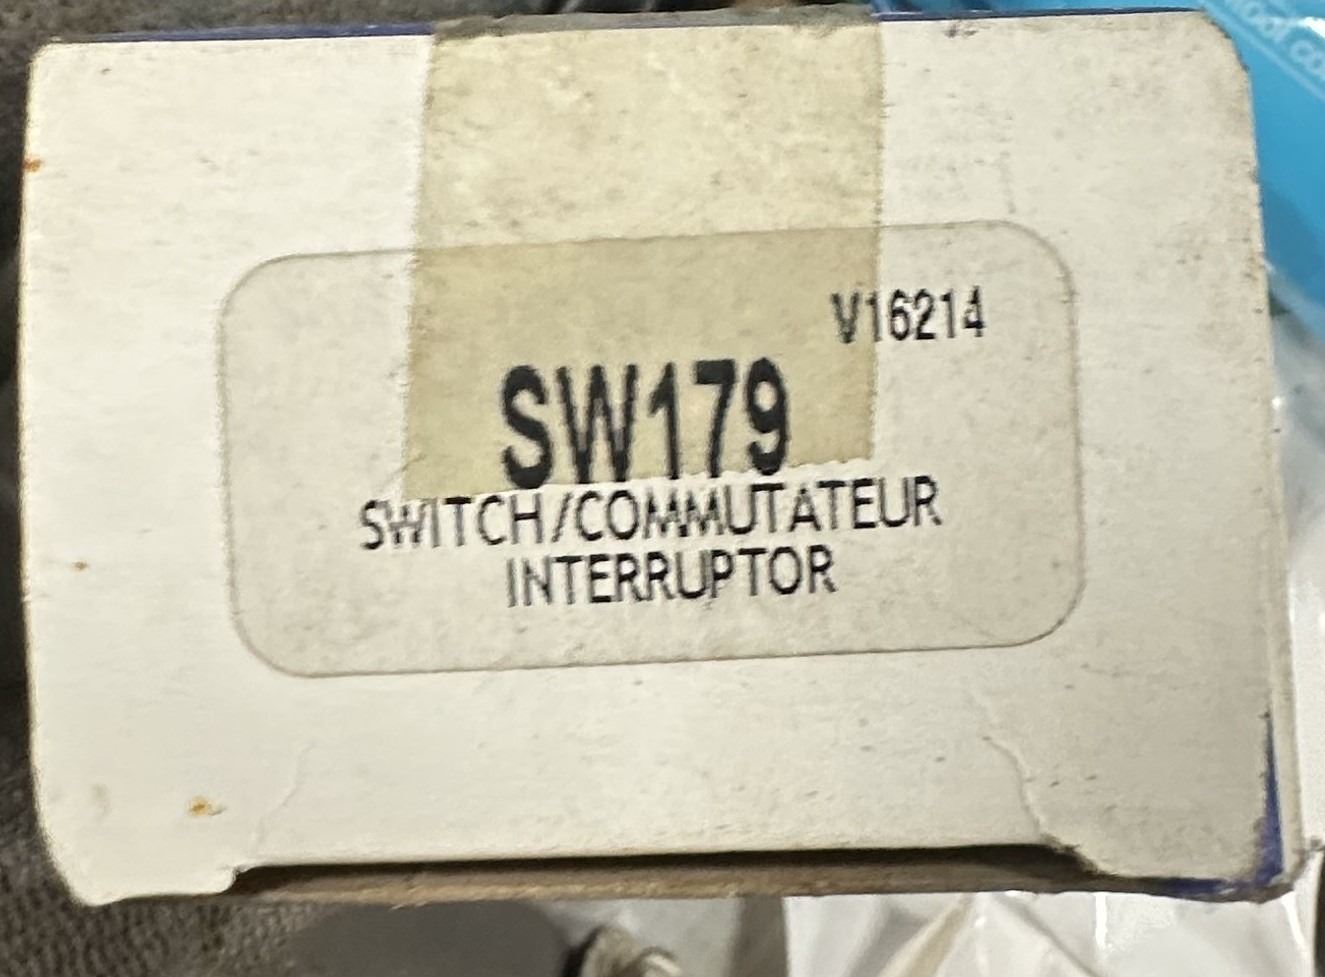 V16214
SW179
SWITCH/COMMUTATEUR
INTERRUPTOR